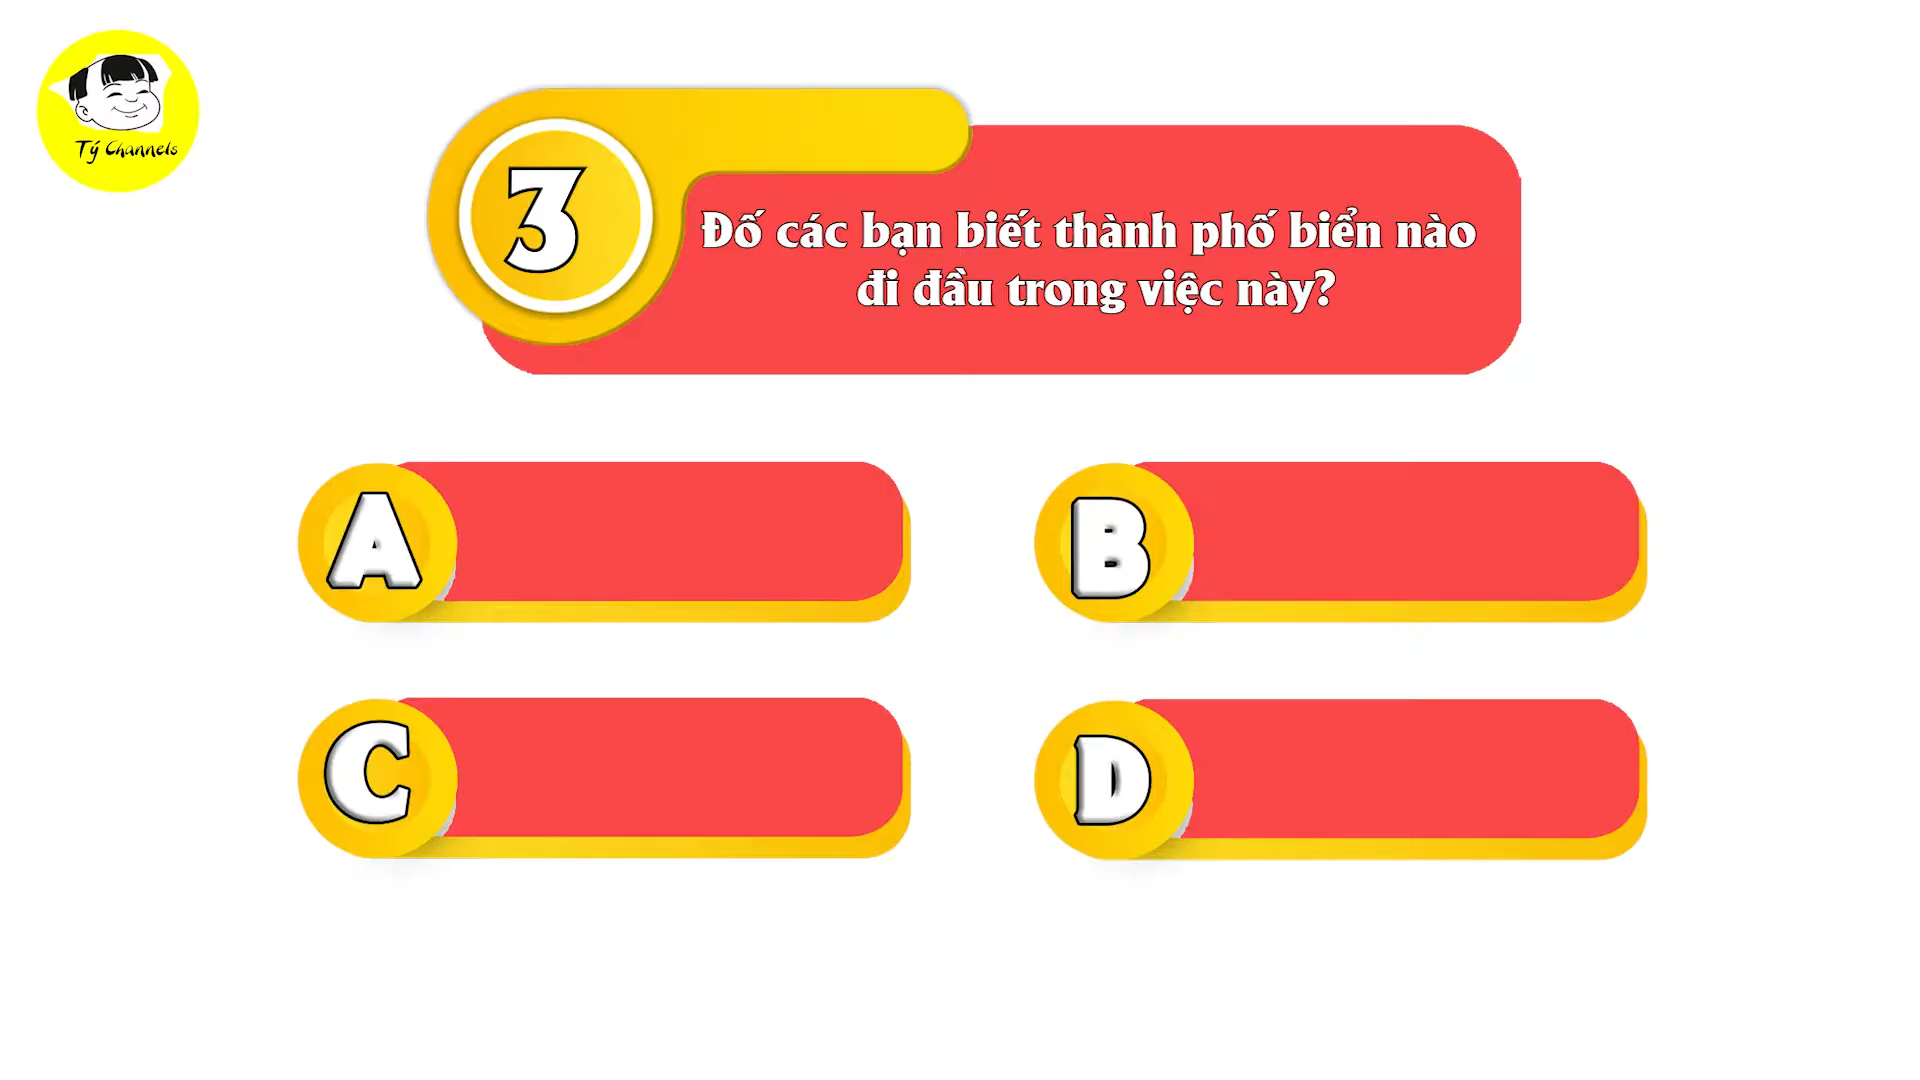 Tý Channels
3
Đố các bạn biết thành phố biển nào
đi đầu trong việc này?
A
B
C
D